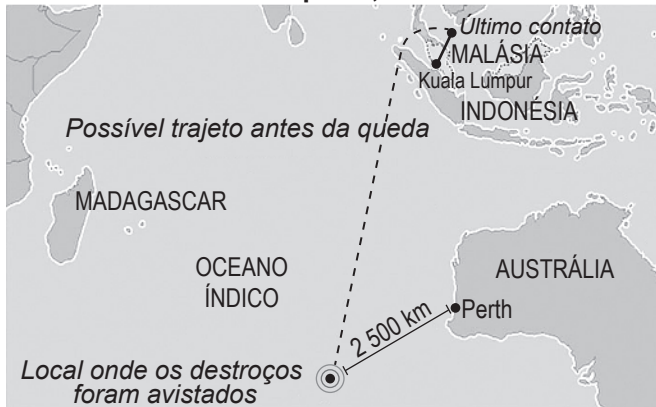 Último contato
MALÁSIA
Kuala Lumpur
INDONÉSIA
Possível trajeto antes da queda
MADAGASCAR
OCEANO
ÍNDICO
AUSTRÁLIA
Perth
2 500 km
Local onde os destroços
foram avistados